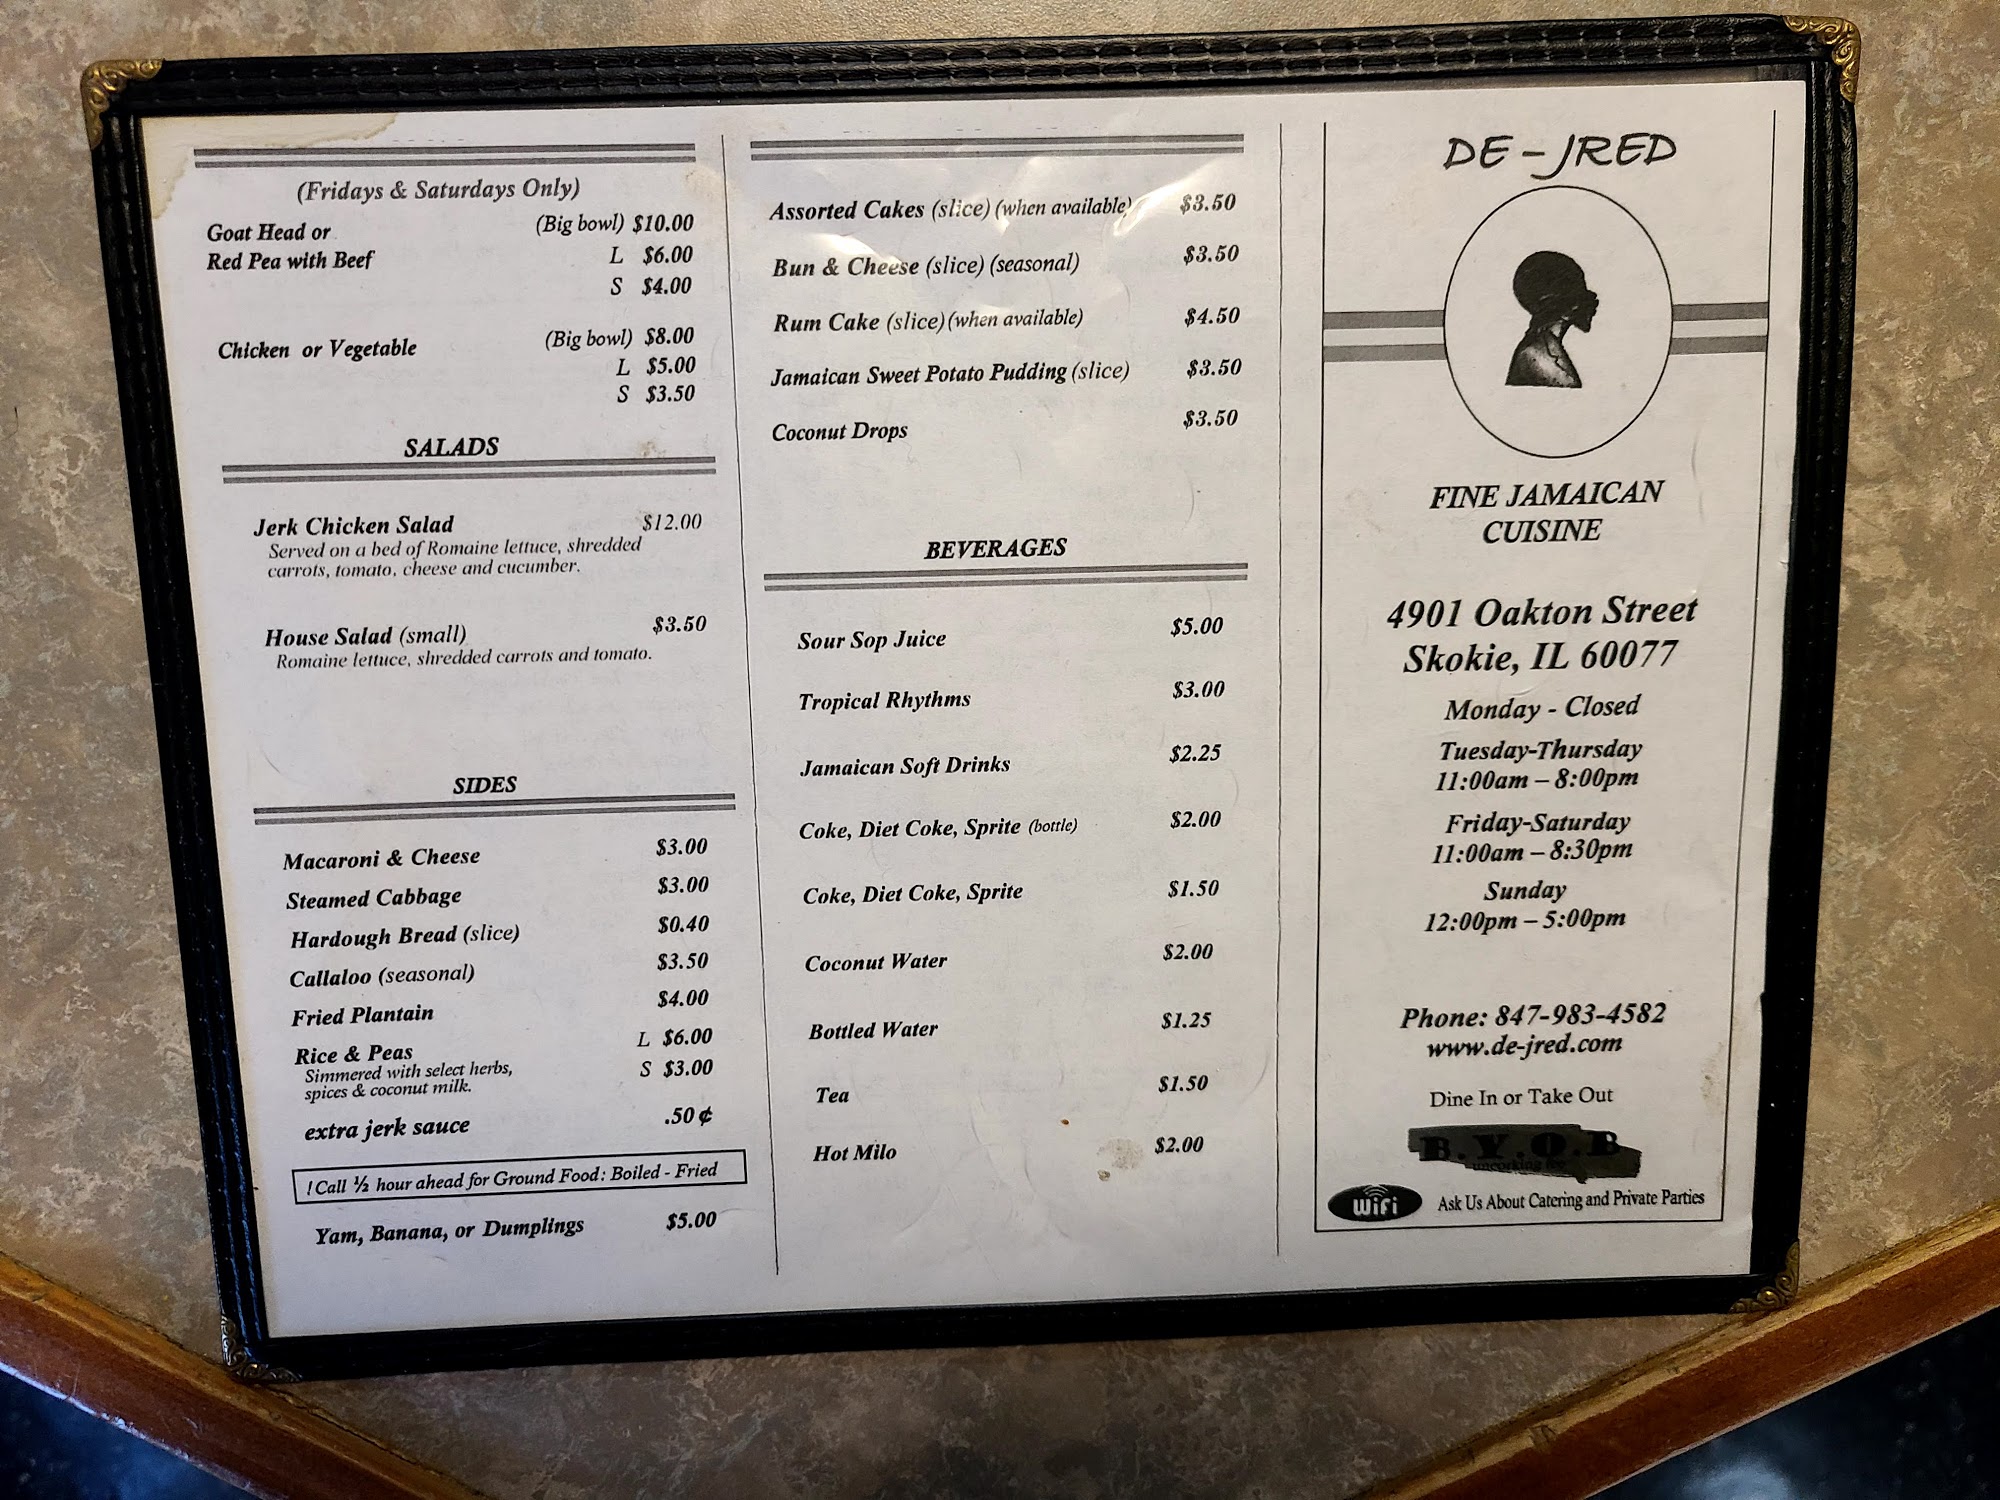 (Fridays & Saturdays Only)
Goat Head or (Big bowl) $10.00
Red Pea with Beef L $6.00
S $4.00
Chicken or Vegetable (Big bowl) $8.00
L $5.00
S $3.50
SALADS
Jerk Chicken Salad $12.00
Served on a bed of Romaine lettuce, shredded
carrots, tomato, cheese and cucumber.
House Salad (small) $3.50
Romaine lettuce, shredded carrots and tomato.
SIDES
Macaroni & Cheese $3.00
Steamed Cabbage $3.00
Hardough Bread (slice) $0.40
Callaloo (seasonal) $3.50
Fried Plantain $4.00
Rice & Peas L $6.00
Simmered with select herbs, S $3.00
spices & coconut milk.
extra jerk sauce .50¢
!Call ½ hour ahead for Ground Food: Boiled - Fried
Yam, Banana, or Dumplings $5.00
Assorted Cakes (slice) (when available) $3.50
Bun & Cheese (slice) (seasonal) $3.50
Rum Cake (slice) (when available) $4.50
Jamaican Sweet Potato Pudding (slice) $3.50
Coconut Drops $3.50
BEVERAGES
Sour Sop Juice $5.00
Tropical Rhythms $3.00
Jamaican Soft Drinks $2.25
Coke, Diet Coke, Sprite (bottle) $2.00
Coke, Diet Coke, Sprite $1.50
Coconut Water $2.00
Bottled Water $1.25
Tea $1.50
Hot Milo $2.00
DE-JRED
FINE JAMAICAN
CUISINE
4901 Oakton Street
Skokie, IL 60077
Monday - Closed
Tuesday-Thursday
11:00am – 8:00pm
Friday-Saturday
11:00am – 8:30pm
Sunday
12:00pm – 5:00pm
Phone: 847-983-4582
www.de-jred.com
Dine In or Take Out
B.Y.O.B
WiFi Ask Us About Catering and Private Parties